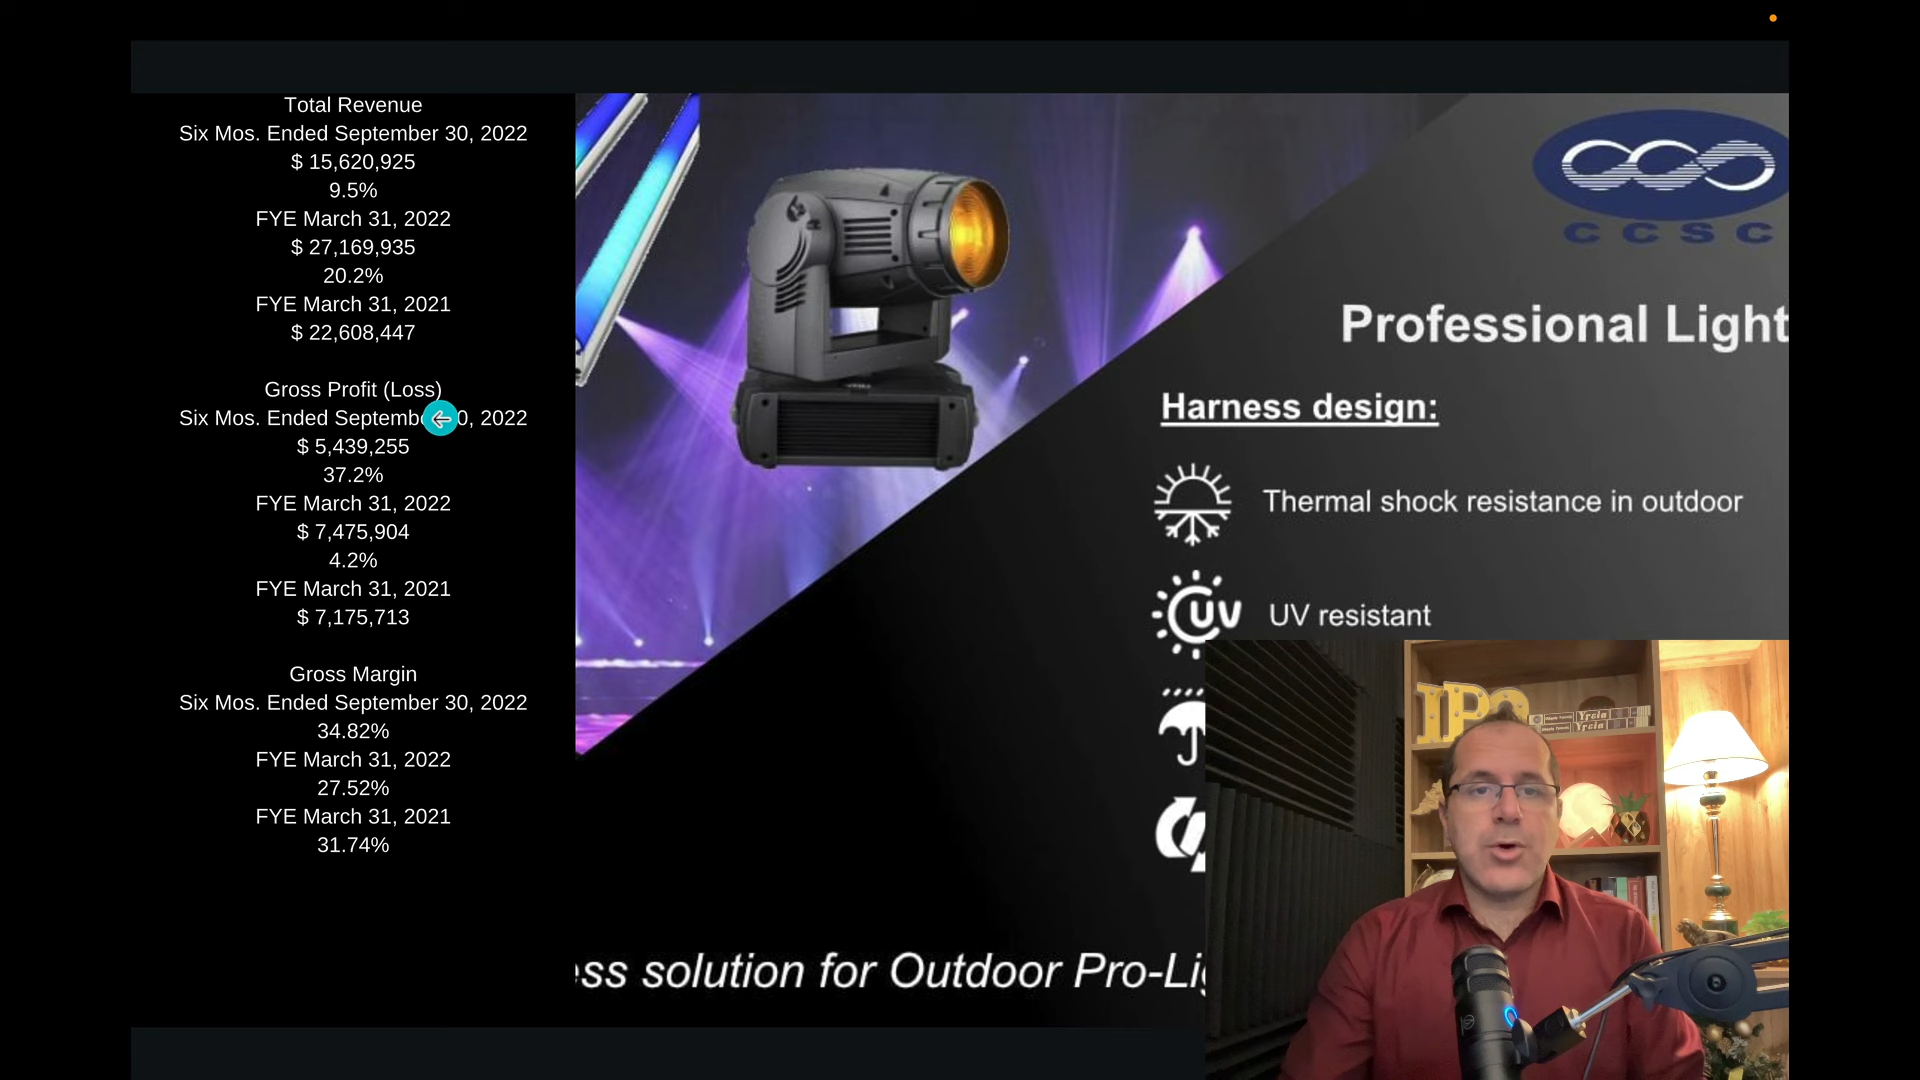 Total Revenue
Six Mos. Ended September 30, 2022
$ 15,620,925
9.5%
FYE March 31, 2022
$ 27,169,935
20.2%
FYE March 31, 2021
$ 22,608,447
Gross Profit (Loss)
Six Mos. Ended Septembe 0, 2022
$ 5,439,255
37.2%
FYE March 31, 2022
$ 7,475,904
4.2%
FYE March 31, 2021
$ 7,175,713
Gross Margin
Six Mos. Ended September 30, 2022
34.82%
FYE March 31, 2022
27.52%
FYE March 31, 2021
31.74%
CCSC
Professional Light
Harness design:
Thermal shock resistance in outdoor
UV
UV resistant
ess solution for Outdoor Pro-Lig
IPO